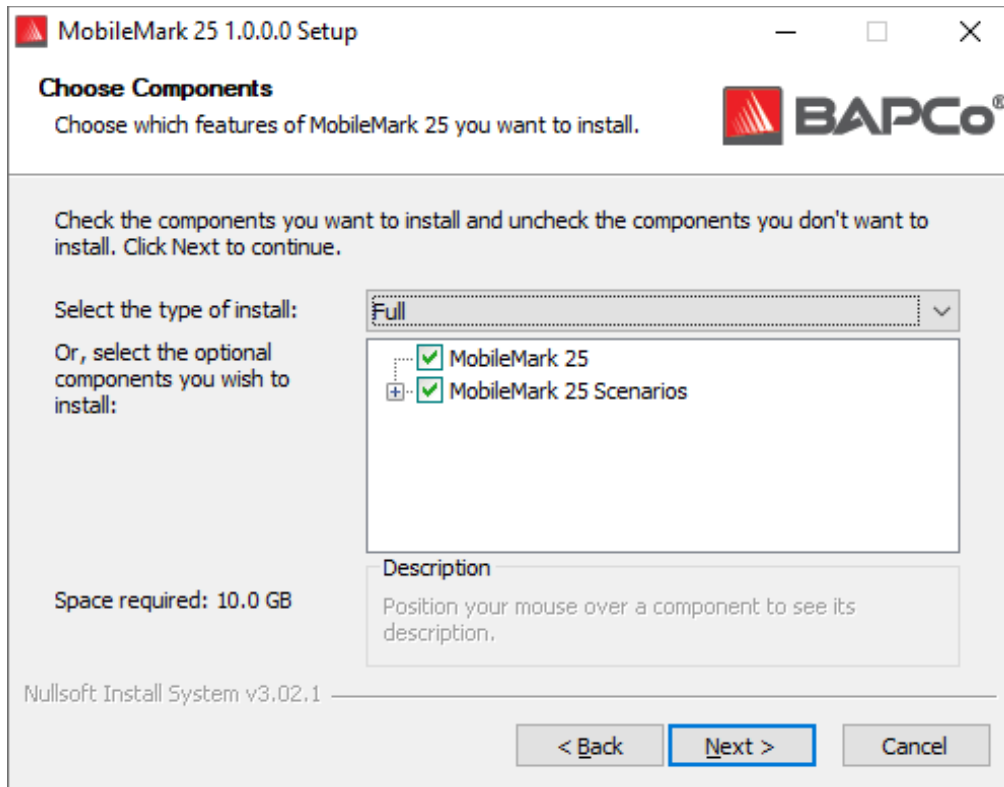 MobileMark 25 1.0.0.0 Setup
Choose Components
Choose which features of MobileMark 25 you want to install.
BAPCo®
Check the components you want to install and uncheck the components you don't want to
install. Click Next to continue.
Select the type of install:
Full
Or, select the optional
components you wish to
install:
MobileMark 25
MobileMark 25 Scenarios
Space required: 10.0 GB
Description
Position your mouse over a component to see its
description.
Nullsoft Install System v3.02.1
< Back
Next >
Cancel